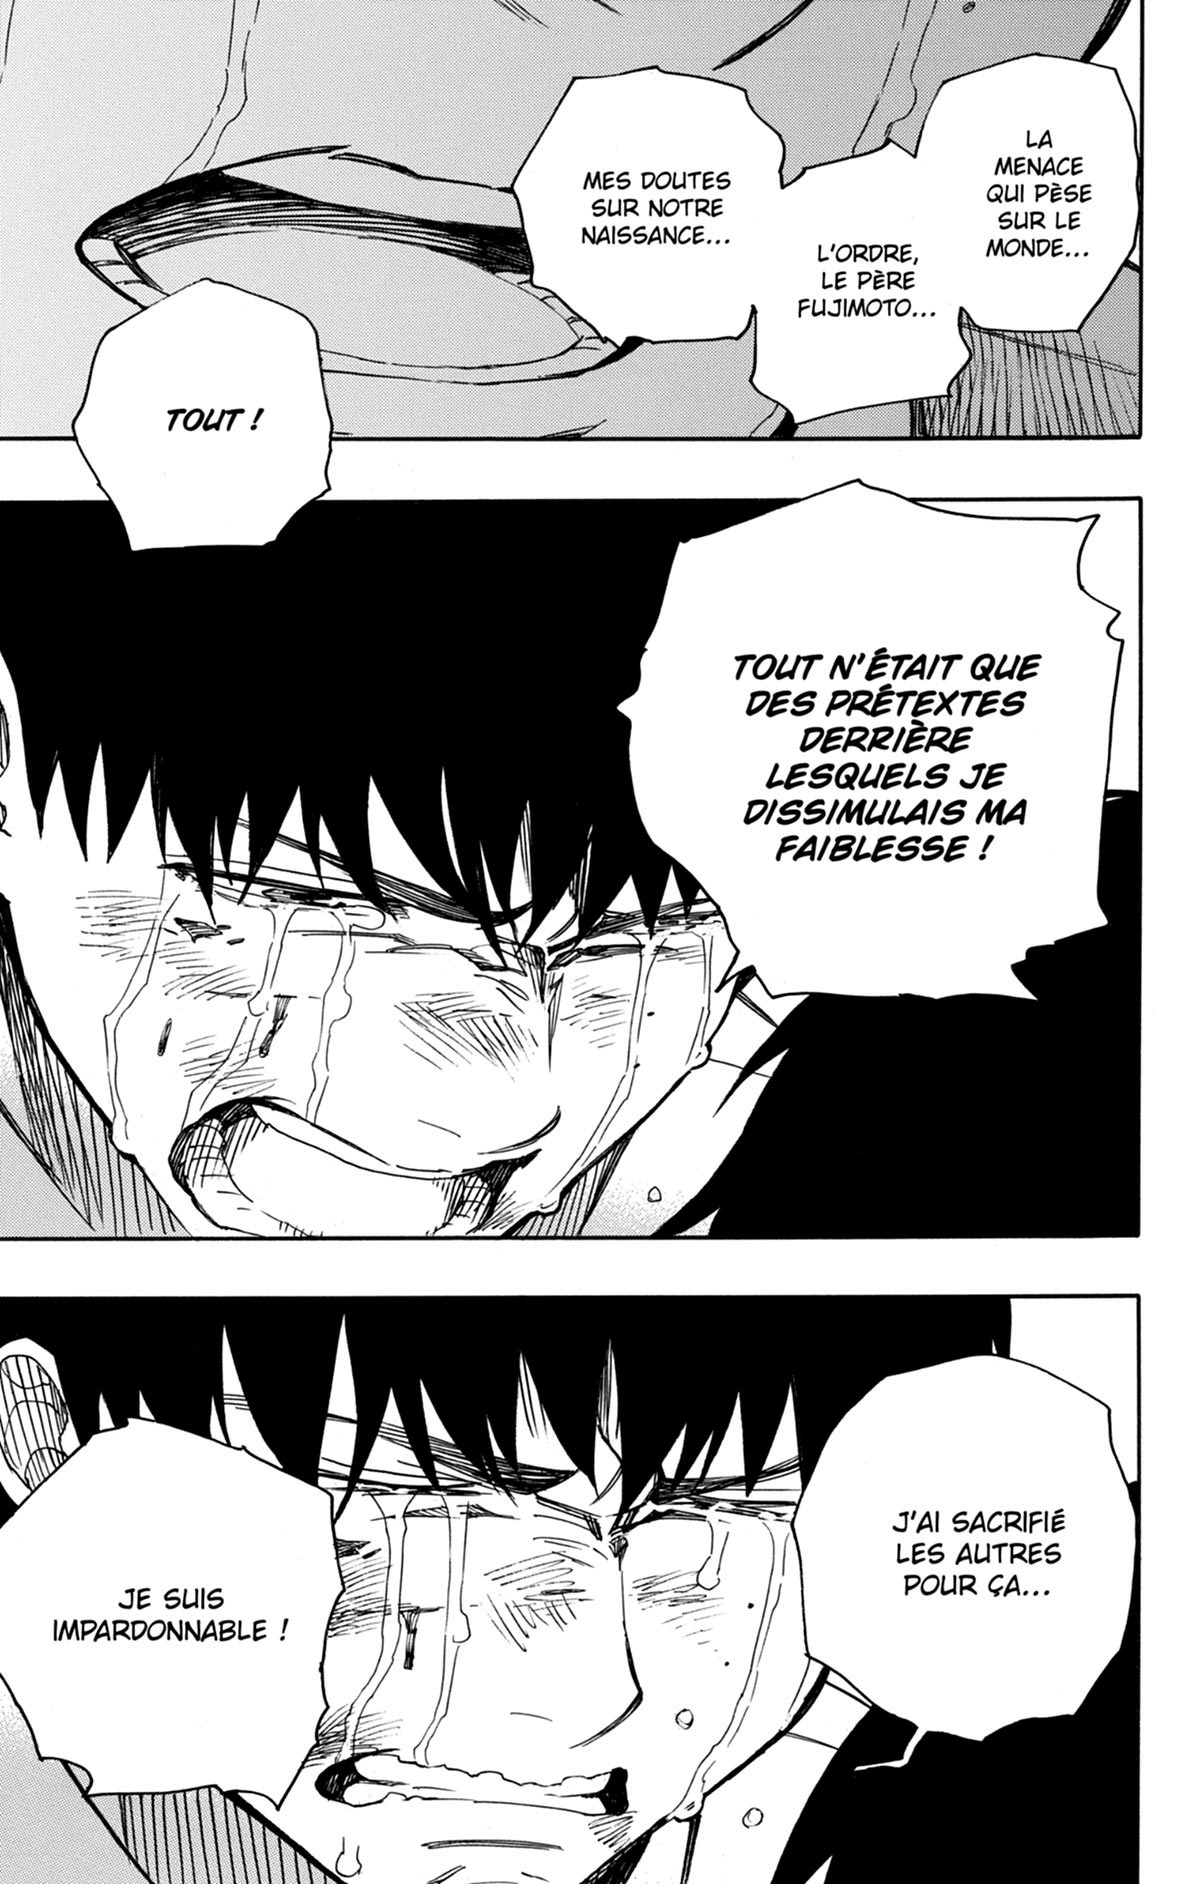 LA
MENACE
QUI PÈSE
SUR LE
MONDE...
L'ORDRE,
LE PÈRE
FUJIMOTO...
MES DOUTES
SUR NOTRE
NAISSANCE...
TOUT !
TOUT N'ÉTAIT QUE
DES PRÉTEXTES
DERRIÈRE
LESQUELS JE
DISSIMULAIS MA
FAIBLESSE !
J'AI SACRIFIÉ
LES AUTRES
POUR ÇA...
JE SUIS
IMPARDONNABLE !